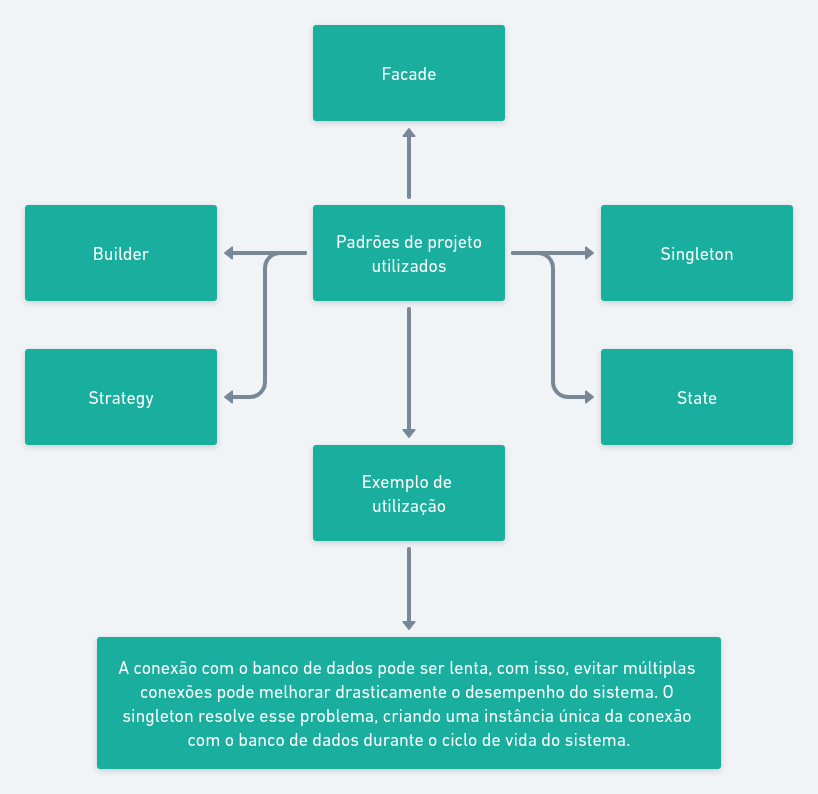 Facade
Builder
Padrões de projeto
utilizados
Singleton
Strategy
State
Exemplo de
utilização
A conexão com o banco de dados pode ser lenta, com isso, evitar múltiplas
conexões pode melhorar drasticamente o desempenho do sistema. O
singleton resolve esse problema, criando uma instância única da conexão
com o banco de dados durante o ciclo de vida do sistema.